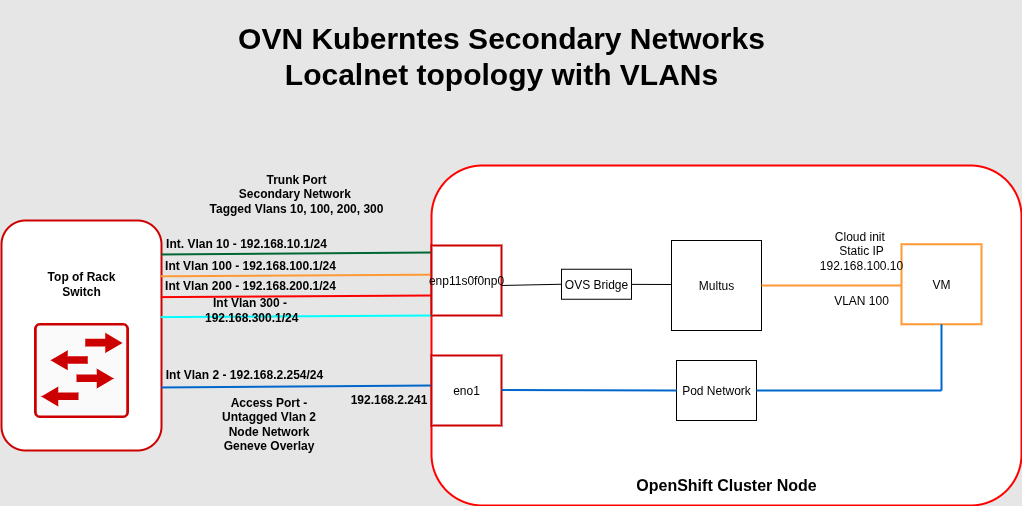 OVN Kuberntes Secondary Networks
Localnet topology with VLANs
Trunk Port
Secondary Network
Tagged Vlans 10, 100, 200, 300
Int. Vlan 10 - 192.168.10.1/24
Int Vlan 100 - 192.168.100.1/24
Int Vlan 200 - 192.168.200.1/24
Int Vlan 300 -
192.168.300.1/24
Top of Rack
Switch
Int Vlan 2 - 192.168.2.254/24
Access Port -
Untagged Vlan 2
Node Network
Geneve Overlay
192.168.2.241
enp11s0f0np0
eno1
OVS Bridge
Multus
Pod Network
Cloud init
Static IP
192.168.100.10
VLAN 100
VM
OpenShift Cluster Node